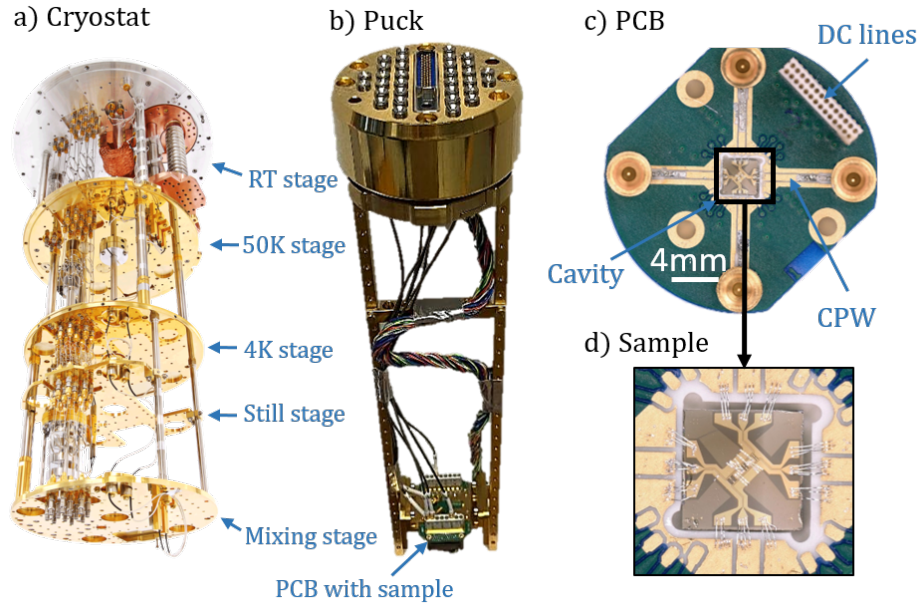 a) Cryostat
RT stage
50K stage
4K stage
Still stage
Mixing stage
b) Puck
PCB with sample
c) PCB
DC lines
Cavity
4mm
CPW
d) Sample